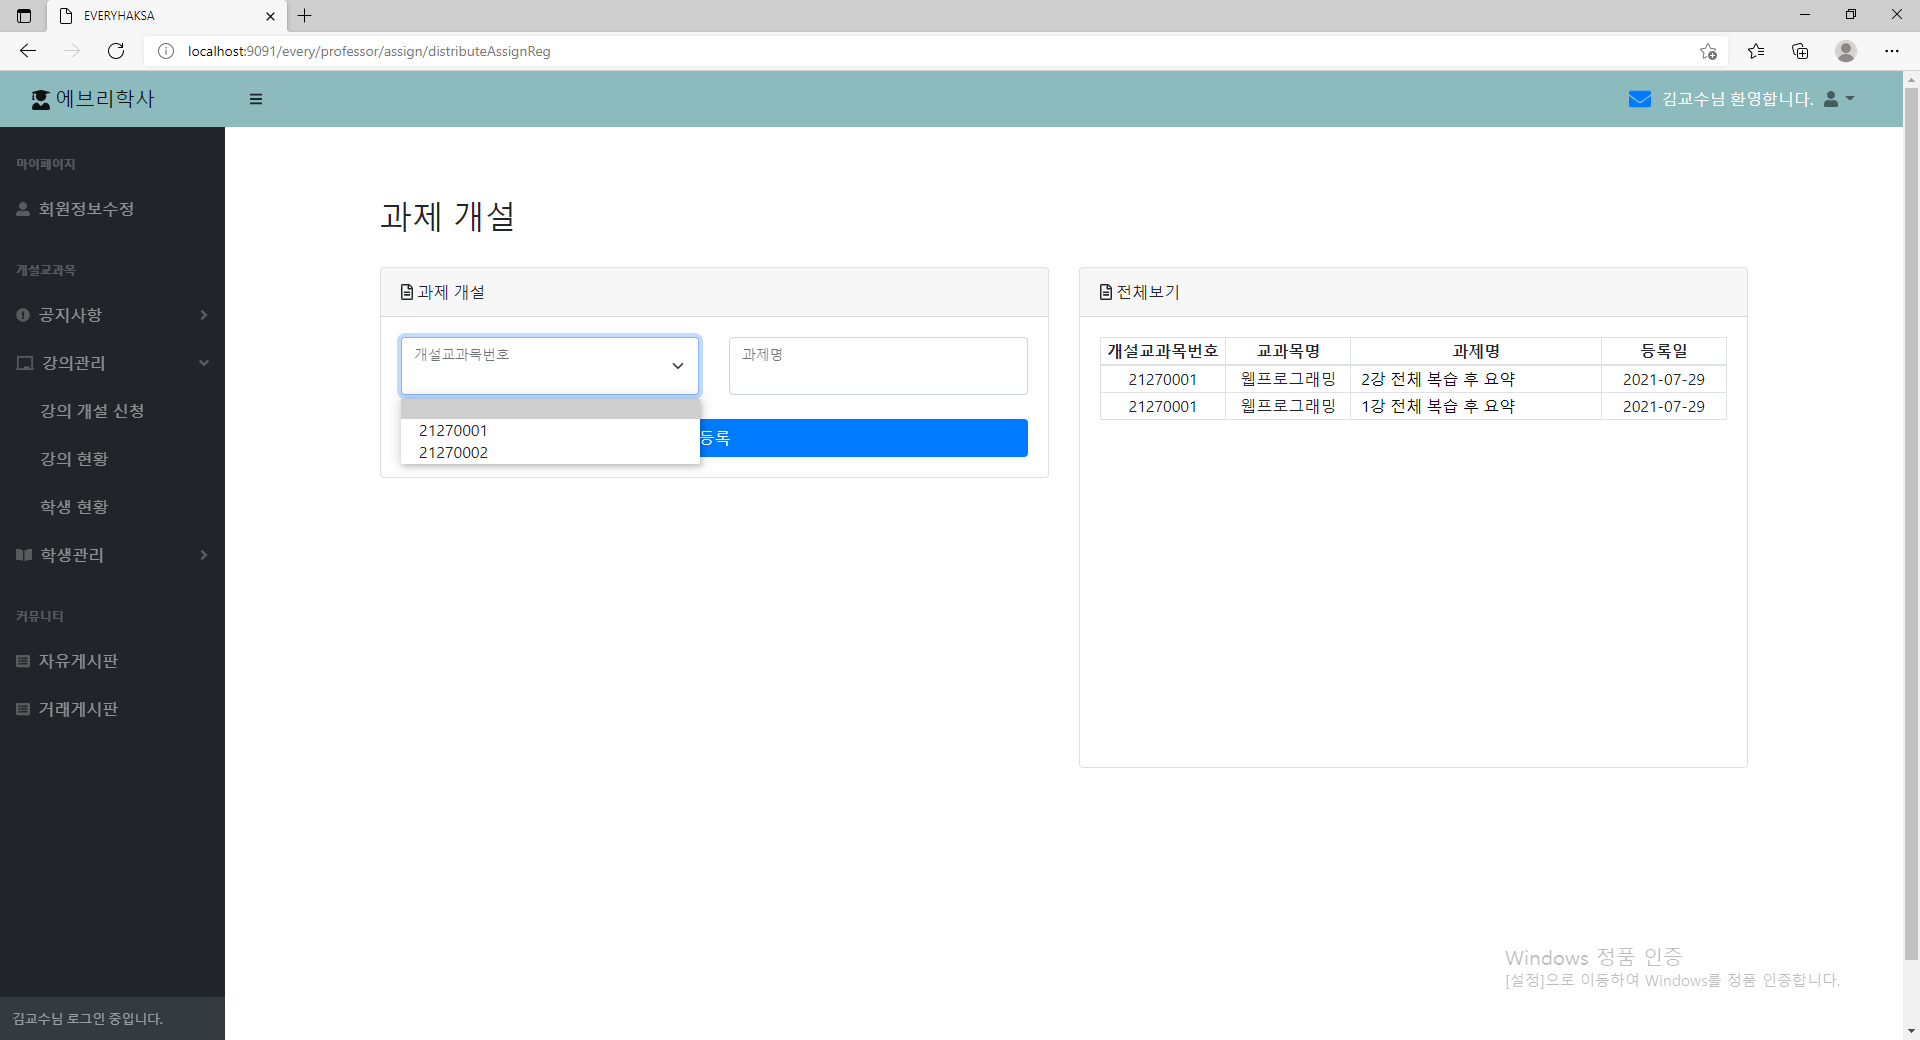 EVERYHAKSA
localhost:9091/every/professor/assign/distributeAssignReg
에브리학사
김교수님 환영합니다.
마이페이지
회원정보수정
개설교과목
공지사항
강의관리
강의 개설 신청
강의 현황
학생 현황
학생관리
커뮤니티
자유게시판
거래게시판
김교수님 로그인 중입니다.
과제 개설
과제 개설
개설교과목번호
과제명
21270001
21270002
등록
전체보기
개설교과목번호 교과목명 과제명 등록일
21270001 웹프로그래밍 2강 전체 복습 후 요약 2021-07-29
21270001 웹프로그래밍 1강 전체 복습 후 요약 2021-07-29
Windows 정품 인증
[설정]으로 이동하여 Windows를 정품 인증합니다.